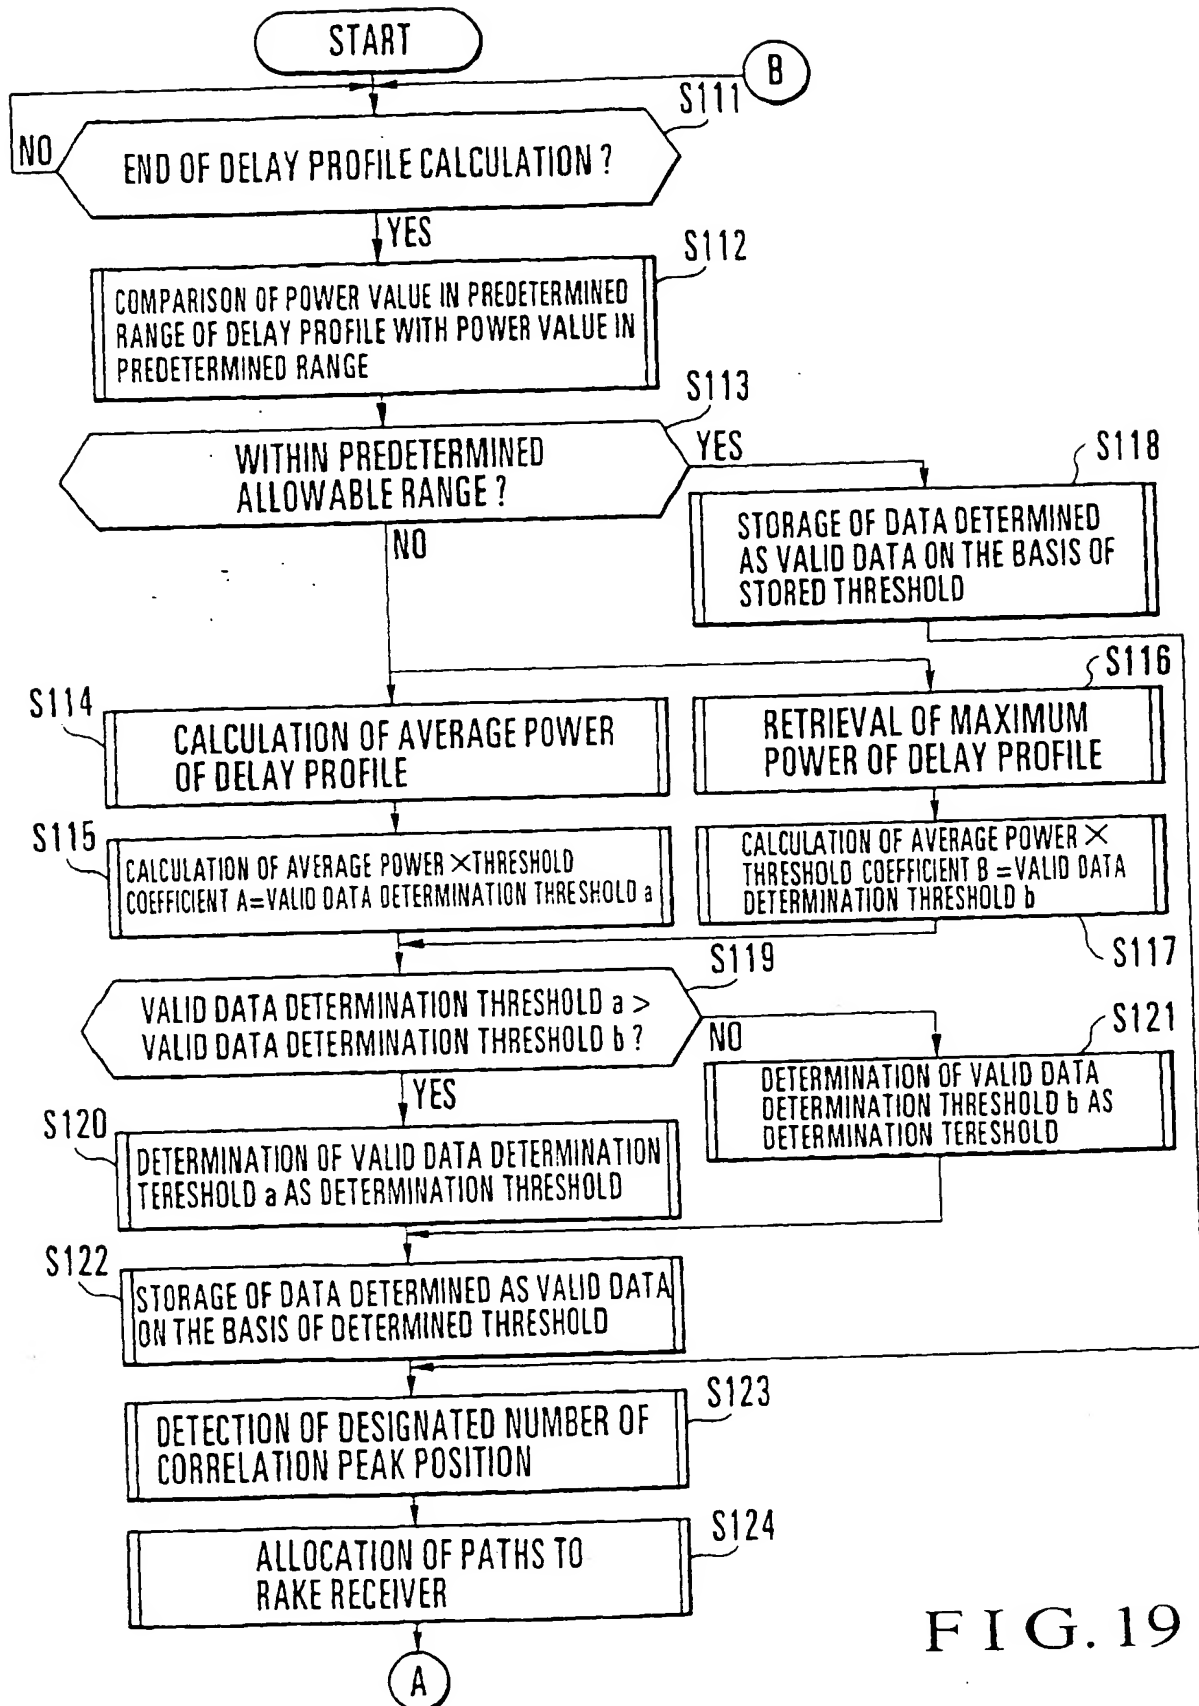 START
B
S111
NO
END OF DELAY PROFILE CALCULATION ?
YES
S112
COMPARISON OF POWER VALUE IN PREDETERMINED
RANGE OF DELAY PROFILE WITH POWER VALUE IN
PREDETERMINED RANGE
S113
WITHIN PREDETERMINED
ALLOWABLE RANGE ?
YES
NO
S118
STORAGE OF DATA DETERMINED
AS VALID DATA ON THE BASIS OF
STORED THRESHOLD
S114
CALCULATION OF AVERAGE POWER
OF DELAY PROFILE
S116
RETRIEVAL OF MAXIMUM
POWER OF DELAY PROFILE
S115
CALCULATION OF AVERAGE POWER ×THRESHOLD
COEFFICIENT A=VALID DATA DETERMINATION THRESHOLD a
CALCULATION OF AVERAGE POWER ×
THRESHOLD COEFFICIENT B =VALID DATA
DETERMINATION THRESHOLD b
S117
S119
VALID DATA DETERMINATION THRESHOLD a >
VALID DATA DETERMINATION THRESHOLD b ?
NO
YES
S121
DETERMINATION OF VALID DATA
DETERMINATION THRESHOLD b AS
DETERMINATION TERESHOLD
S120
DETERMINATION OF VALID DATA DETERMINATION
TERESHOLD a AS DETERMINATION THRESHOLD
S122
STORAGE OF DATA DETERMINED AS VALID DATA
ON THE BASIS OF DETERMINED THRESHOLD
S123
DETECTION OF DESIGNATED NUMBER OF
CORRELATION PEAK POSITION
S124
ALLOCATION OF PATHS TO
RAKE RECEIVER
A
FIG. 19